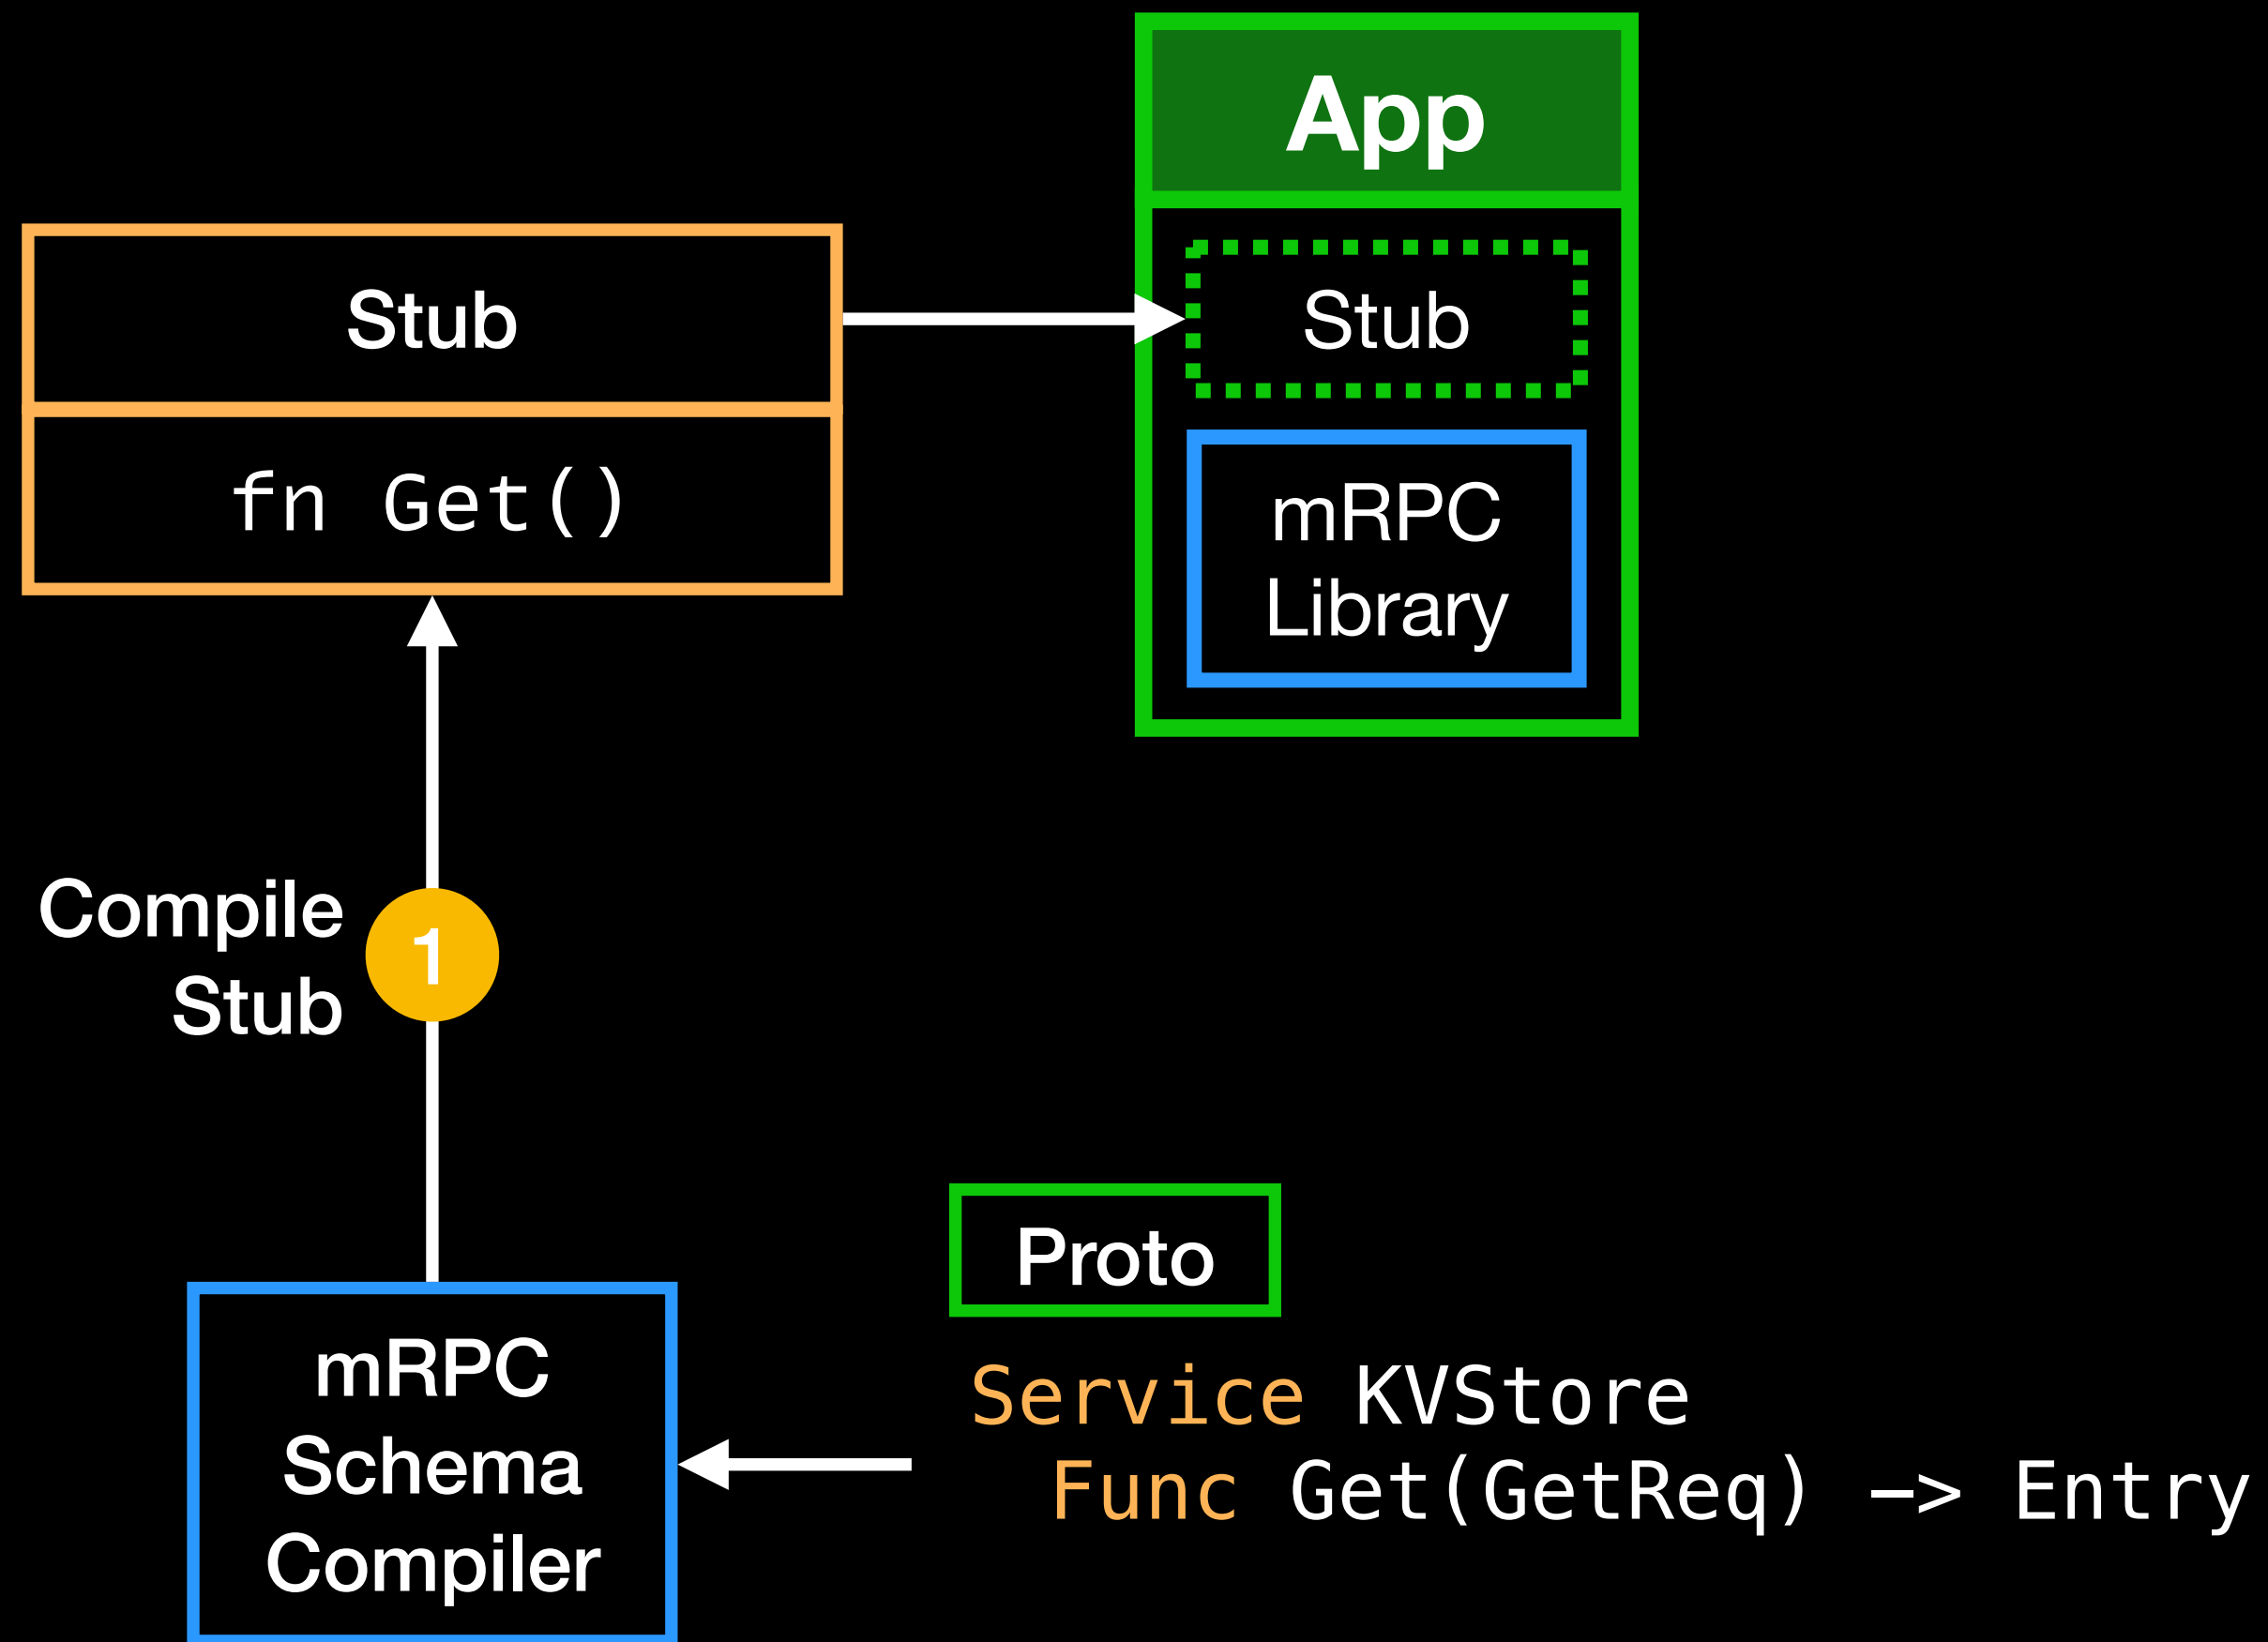 App
Stub
fn Get()
Stub
mRPC
Library
Compile
Stub
1
Proto
Service KVStore
Func Get(GetReq) -> Entry
mRPC
Schema
Compiler